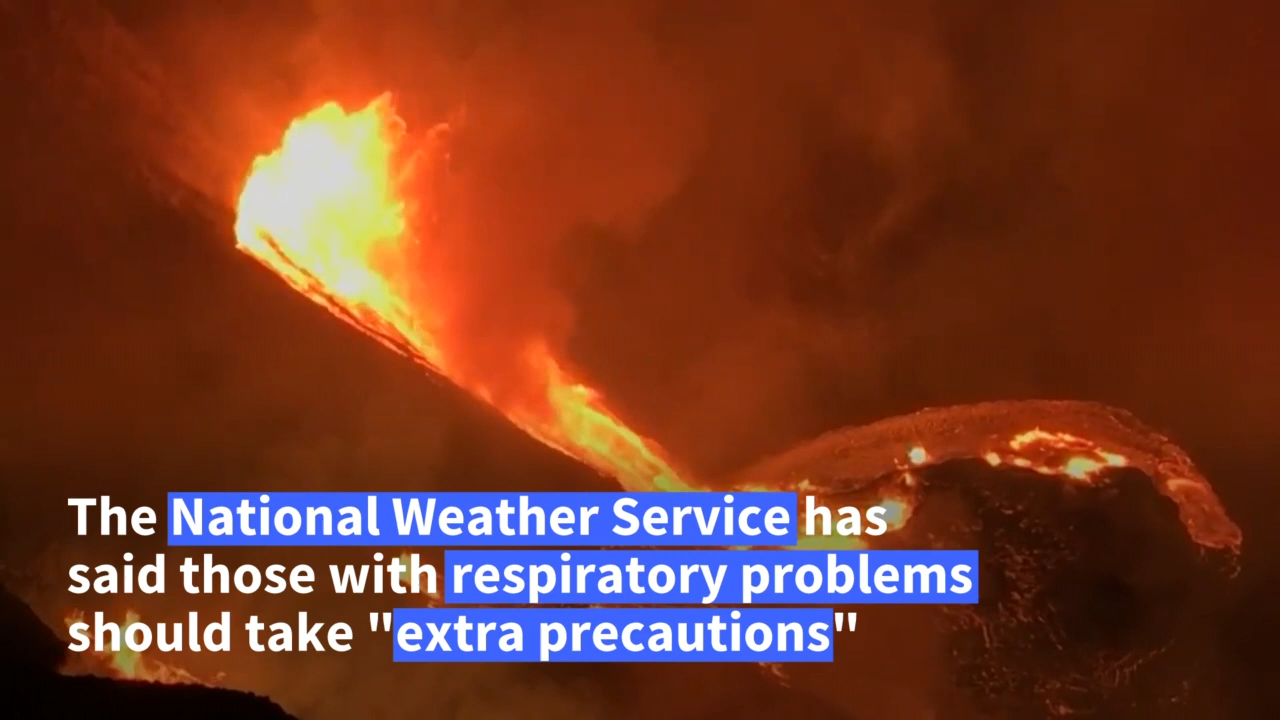 The National Weather Service has
said those with respiratory problems
should take "extra precautions"